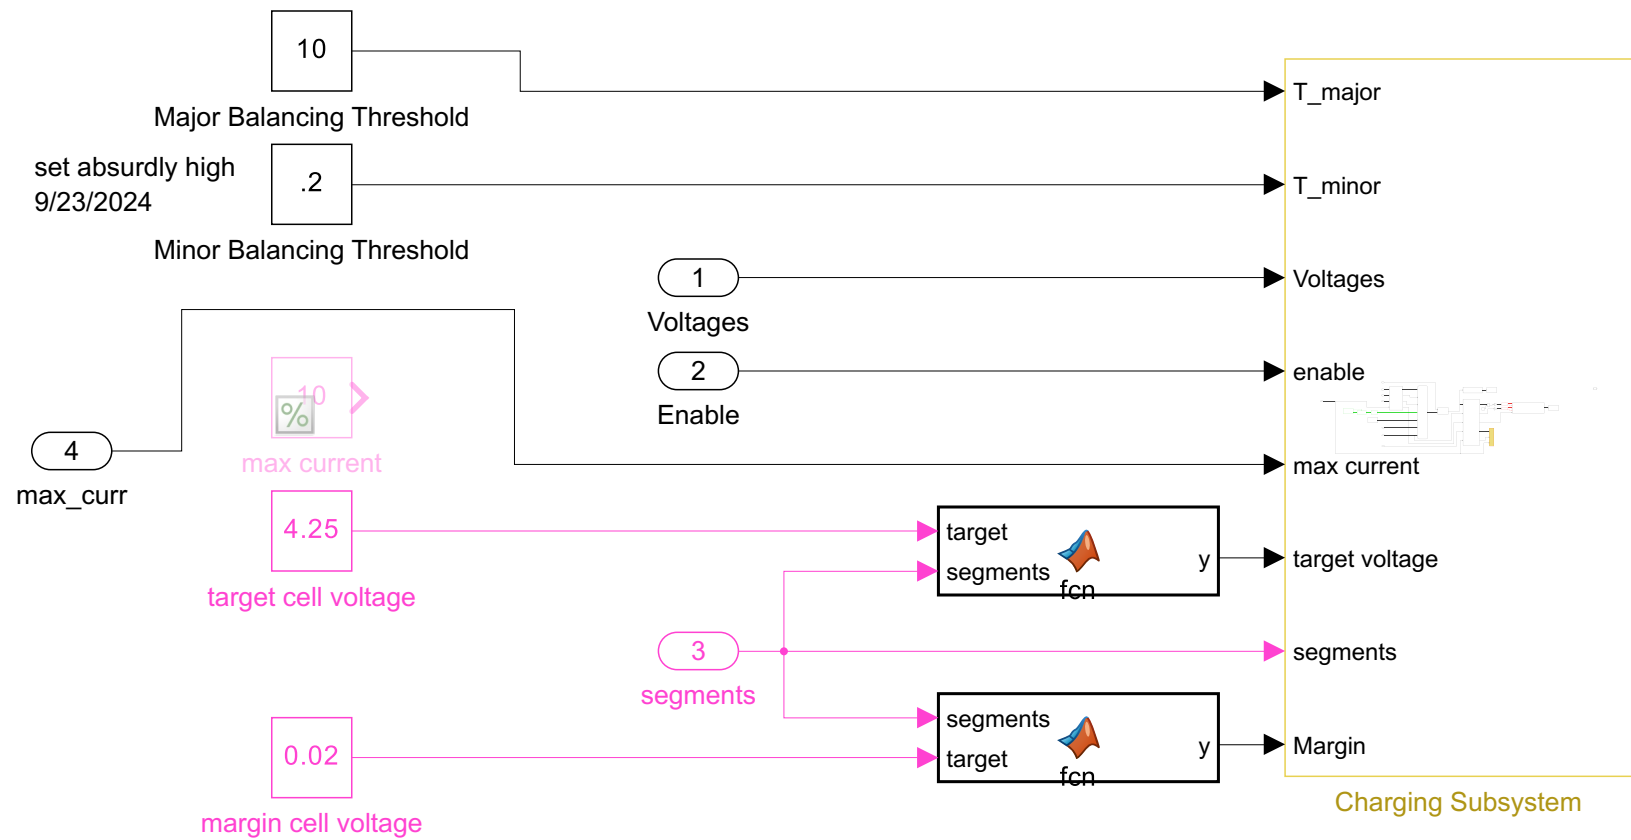 10
T_major
Major Balancing Threshold
set absurdly high
9/23/2024
.2
T_minor
Minor Balancing Threshold
1
Voltages
Voltages
2
enable
Enable
10
%
max current
4
max_curr
max current
4.25
target
segments
y
fcn
target voltage
target cell voltage
3
segments
segments
segments
target
y
fcn
Margin
0.02
margin cell voltage
Charging Subsystem